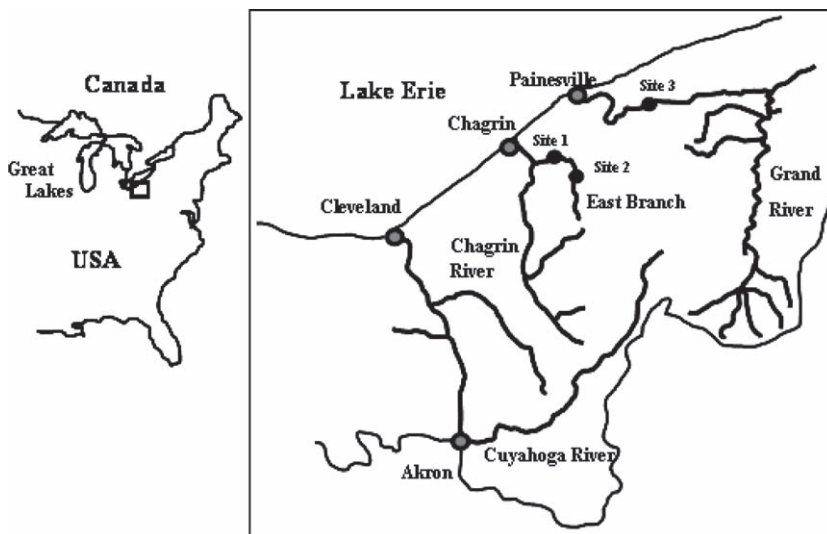 Canada
Great
Lakes
USA
Lake Erie
Painesville
Site 3
Chagrin
Site 1
Site 2
East Branch
Grand
River
Cleveland
Chagrin
River
Cuyahoga River
Akron